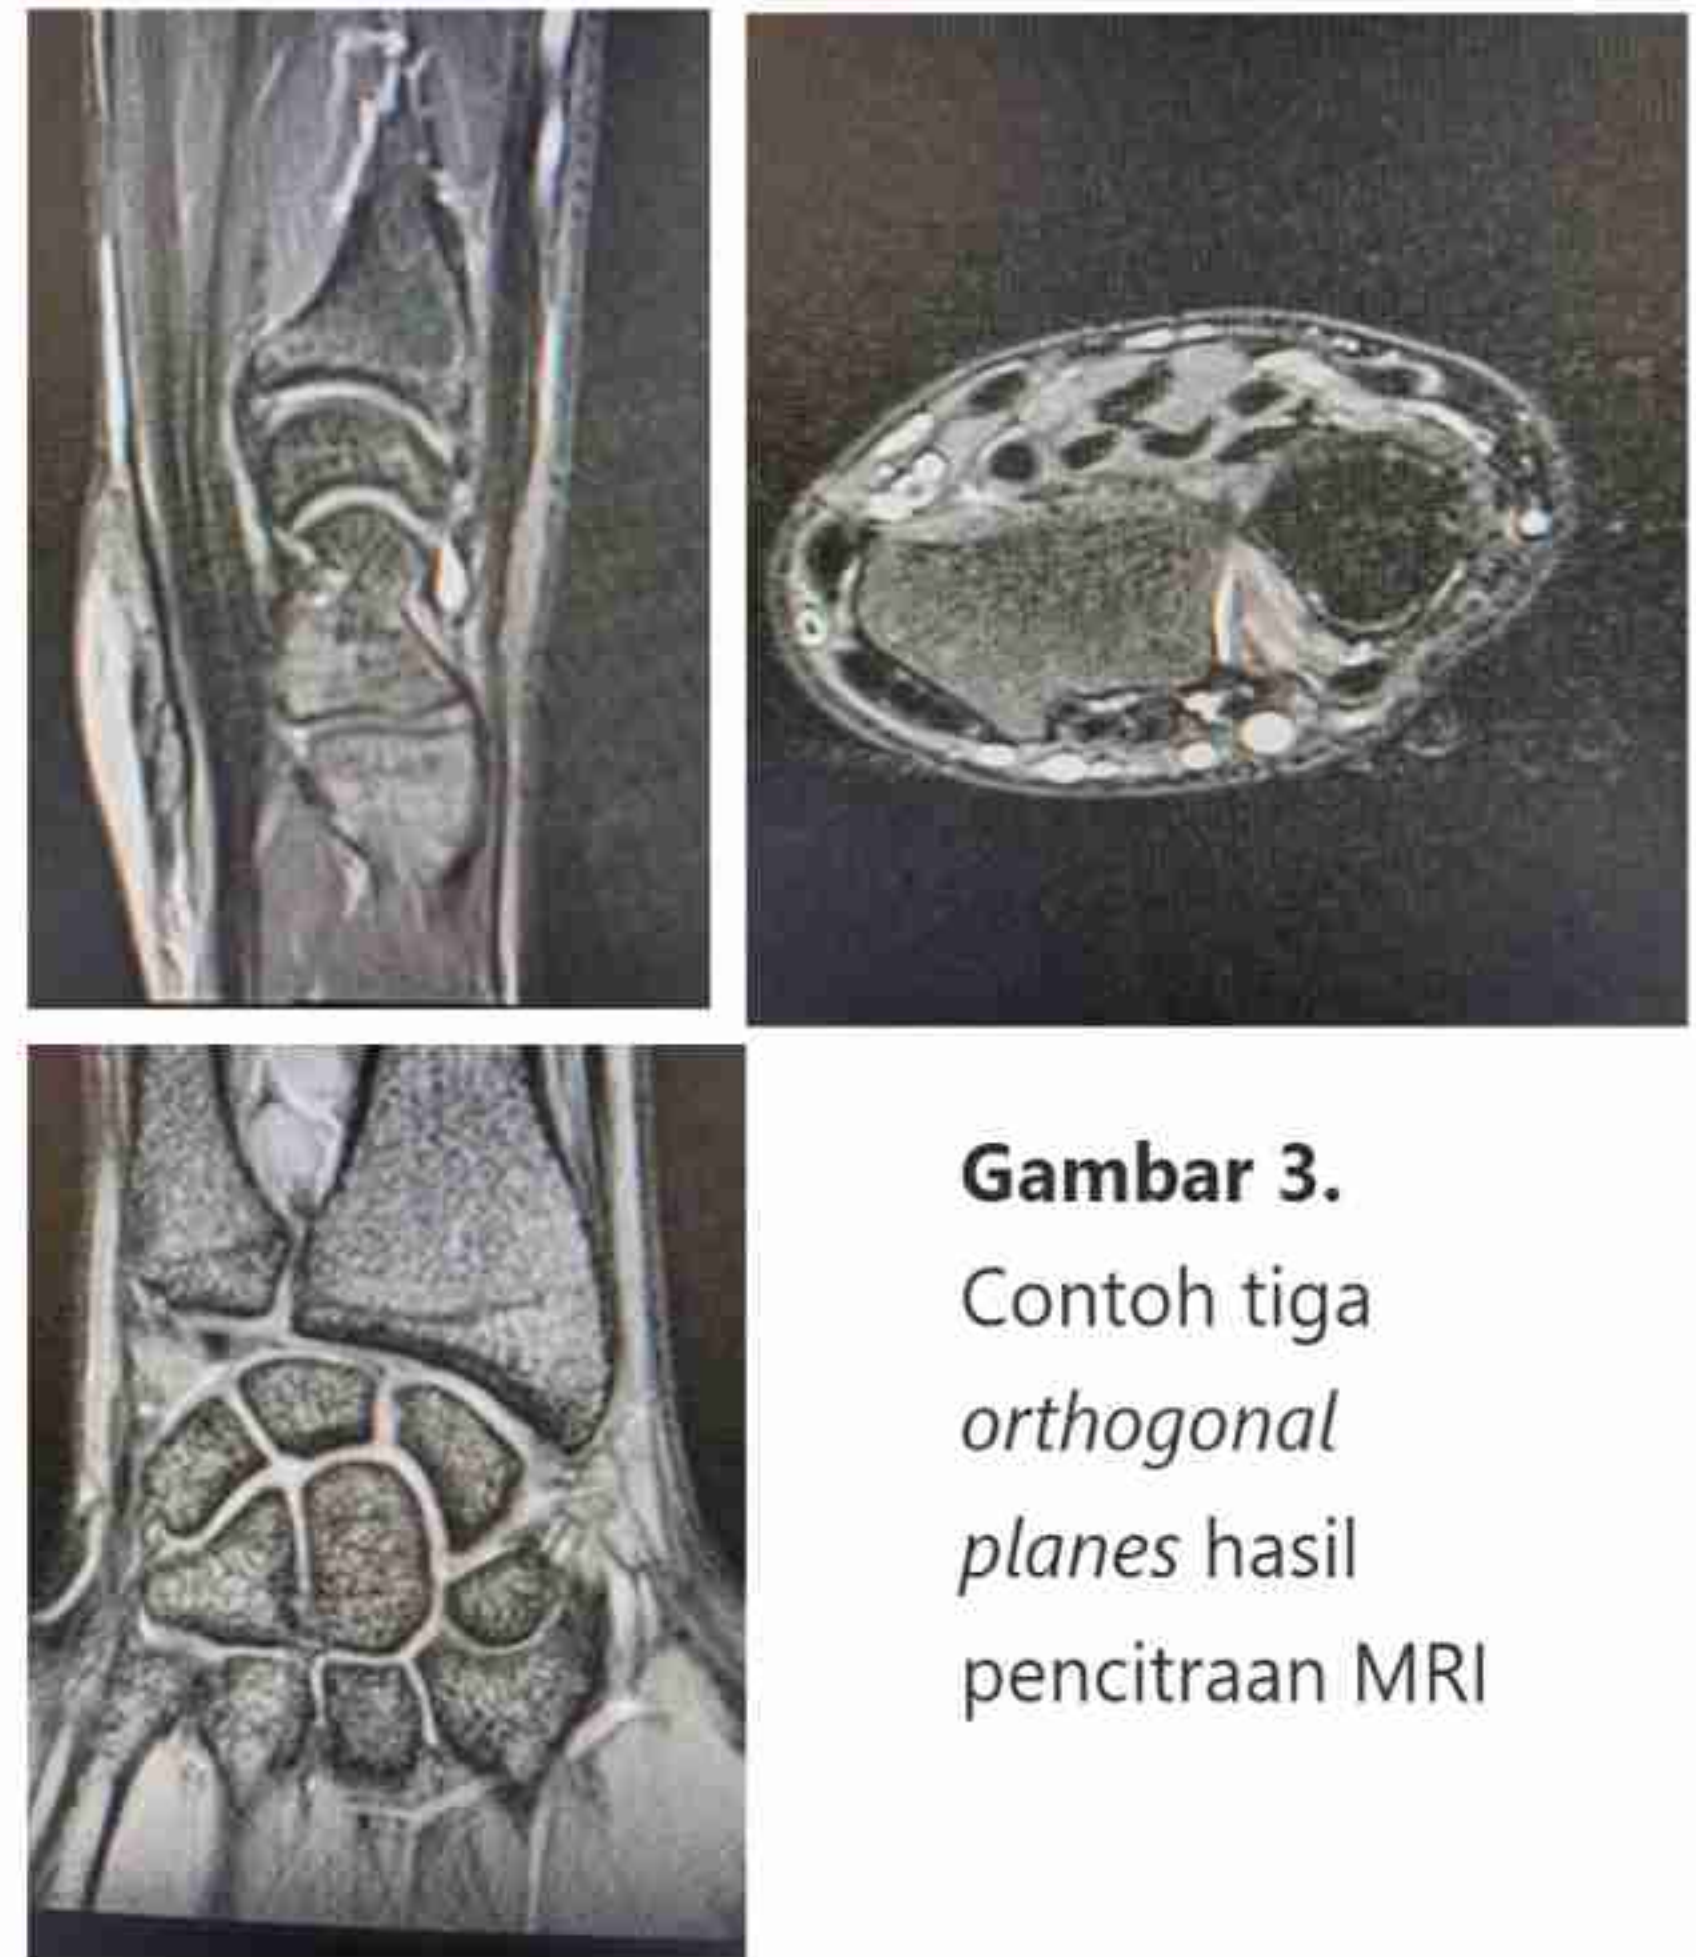 Gambar 3.
Contoh tiga
orthogonal
planes hasil
pencitraan MRI